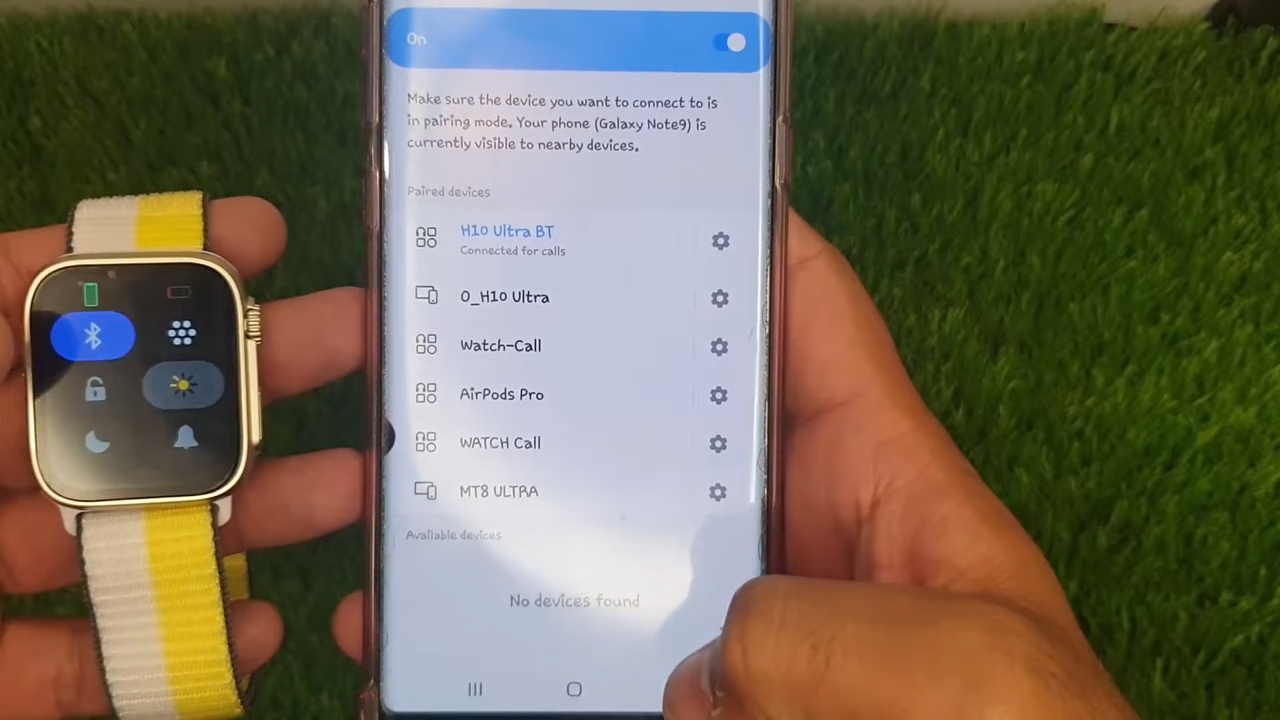 On
Make sure the device you want to connect to is
in pairing mode. Your phone (Galaxy Note9) is
currently visible to nearby devices.
Paired devices
H10 Ultra BT
Connected for calls
O_H10 Ultra
Watch-Call
AirPods Pro
WATCH Call
MT8 ULTRA
Available devices
No devices found